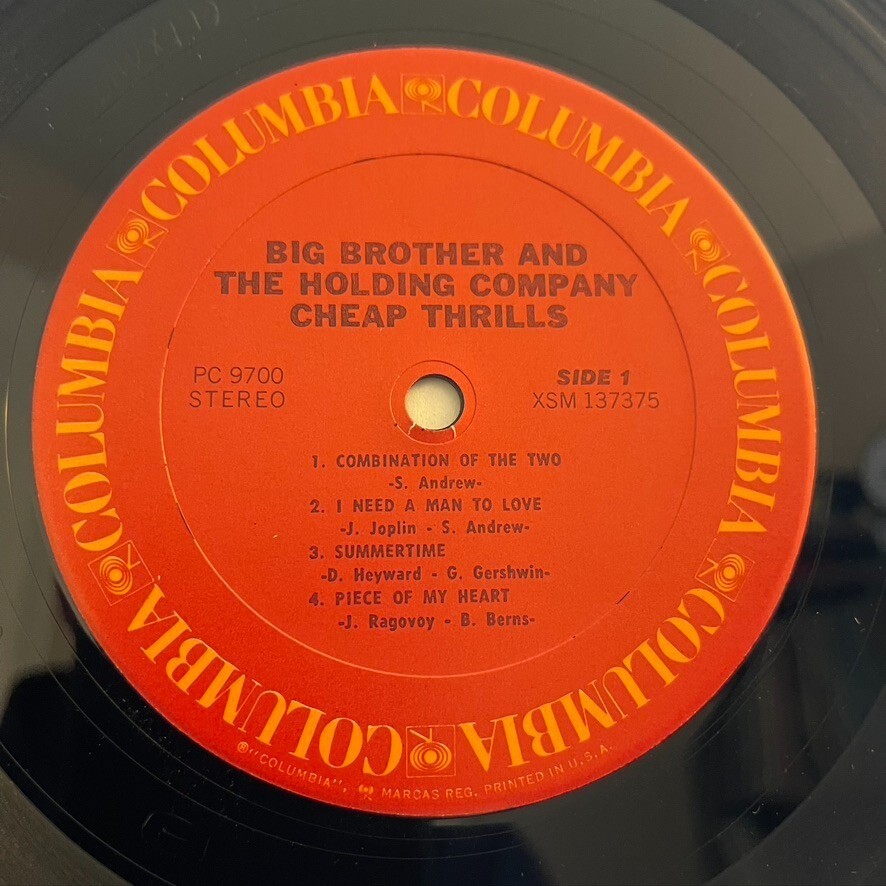 COLUMBIA COLUMBIA COLUMBIA COLUMBIA COLUMBIA COLUMBIA
BIG BROTHER AND
THE HOLDING COMPANY
CHEAP THRILLS
PC 9700
STEREO
SIDE 1
XSM 137375
1. COMBINATION OF THE TWO
-S. Andrew-
2. I NEED A MAN TO LOVE
-J. Joplin - S. Andrew-
3. SUMMERTIME
-D. Heyward - G. Gershwin-
4. PIECE OF MY HEART
-J. Ragovoy - B. Berns-
®"COLUMBIA", MARCAS REG. PRINTED IN U.S.A.